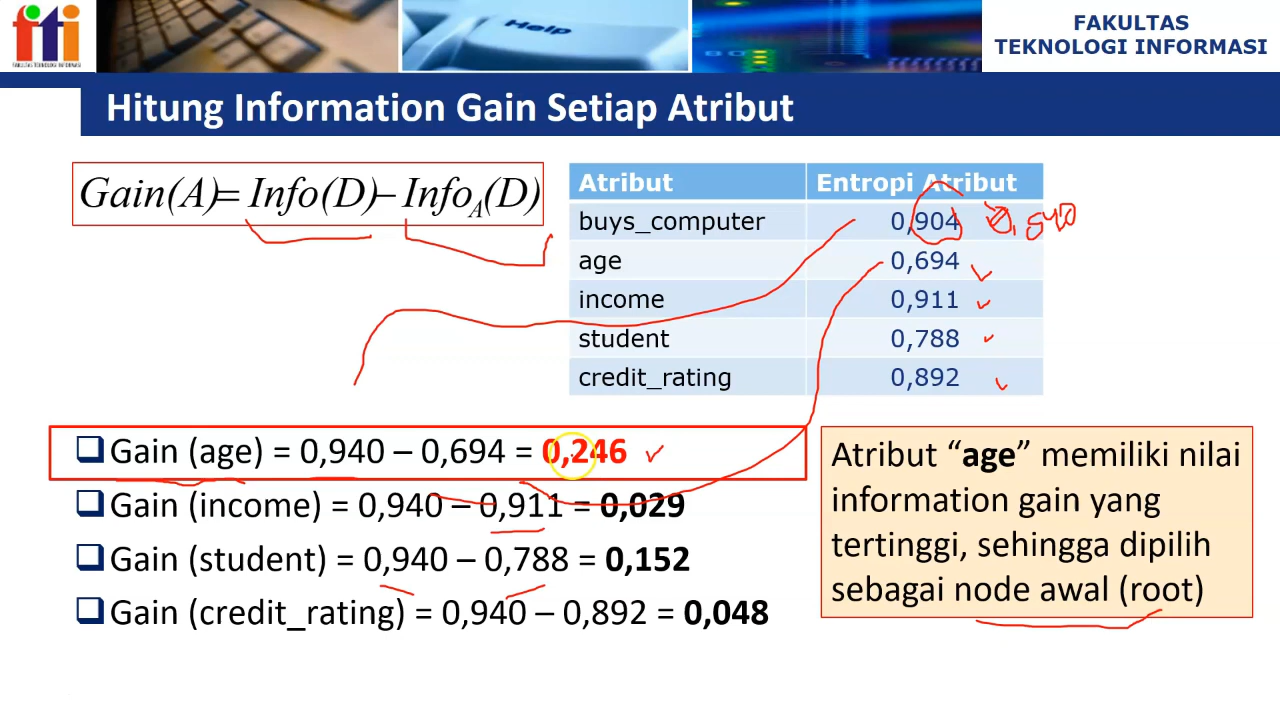 fti
FAKULTAS TEKNOLOGI INFORMASI
Help
FAKULTAS
TEKNOLOGI INFORMASI
Hitung Information Gain Setiap Atribut
Gain(A)= Info(D)− Info_A(D)
Atribut Entropi Atribut
buys_computer 0,904 0,940
age 0,694
income 0,911
student 0,788
credit_rating 0,892
❑ Gain (age) = 0,940 – 0,694 = 0,246
❑ Gain (income) = 0,940 – 0,911 = 0,029
❑ Gain (student) = 0,940 – 0,788 = 0,152
❑ Gain (credit_rating) = 0,940 – 0,892 = 0,048
Atribut “age” memiliki nilai
information gain yang
tertinggi, sehingga dipilih
sebagai node awal (root)